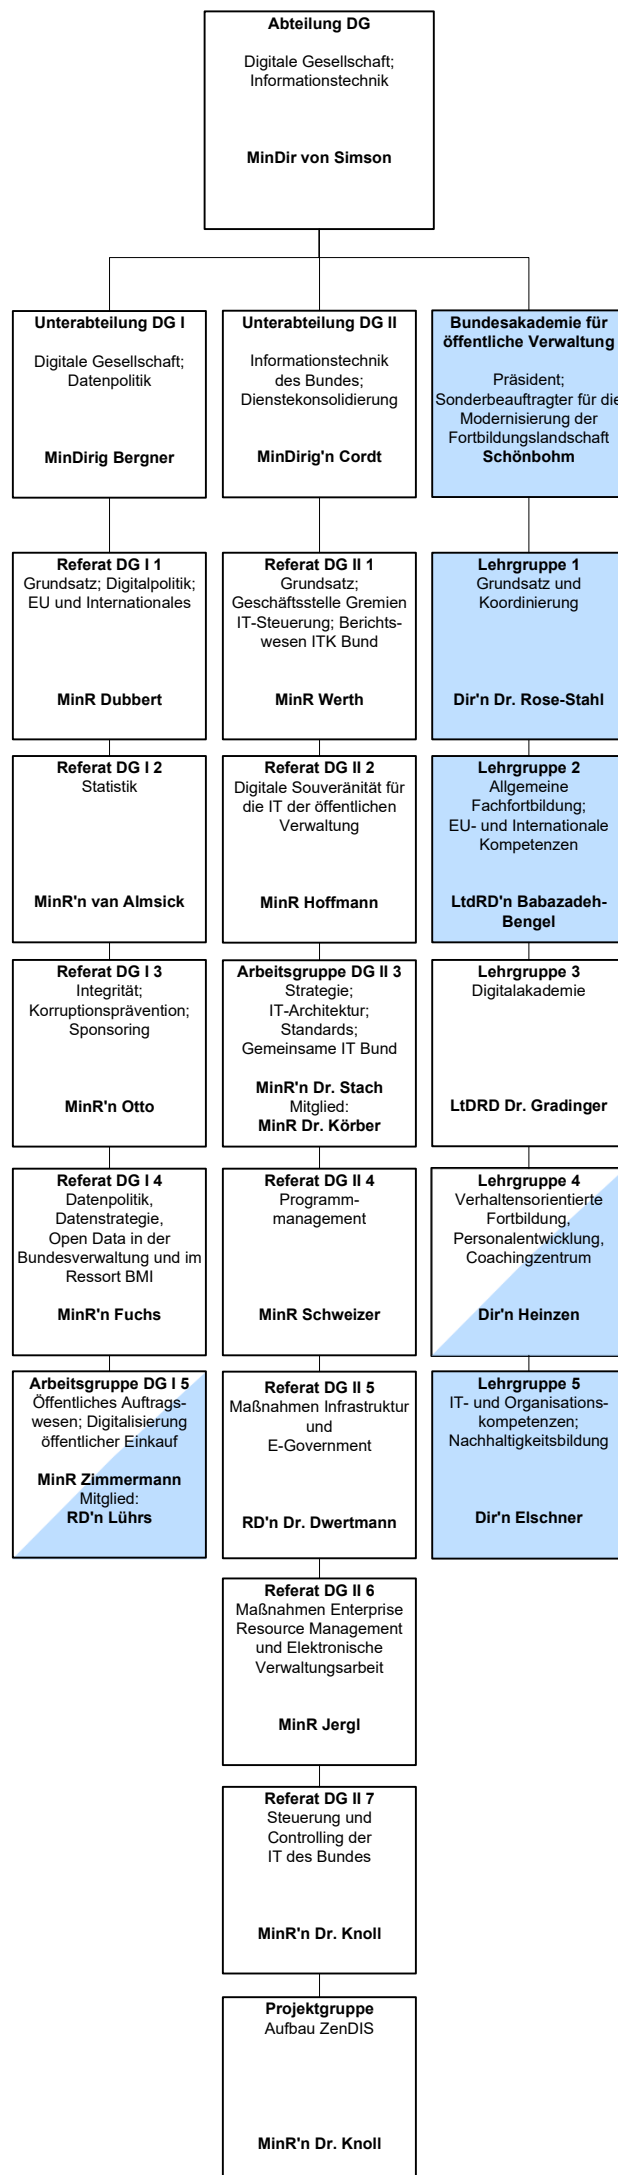 Abteilung DG
Digitale Gesellschaft;
Informationstechnik
MinDir von Simson
Unterabteilung DG I
Digitale Gesellschaft;
Datenpolitik
MinDirig Bergner
Unterabteilung DG II
Informationstechnik
des Bundes;
Dienstekonsolidierung
MinDirig'n Cordt
Bundesakademie für
öffentliche Verwaltung
Präsident;
Sonderbeauftragter für die
Modernisierung der
Fortbildungslandschaft
Schönbohm
Referat DG I 1
Grundsatz; Digitalpolitik;
EU und Internationales
MinR Dubbert
Referat DG II 1
Grundsatz;
Geschäftsstelle Gremien
IT-Steuerung; Berichts-
wesen ITK Bund
MinR Werth
Lehrgruppe 1
Grundsatz und
Koordinierung
Dir'n Dr. Rose-Stahl
Referat DG I 2
Statistik
MinR'n van Almsick
Referat DG II 2
Digitale Souveränität für
die IT der öffentlichen
Verwaltung
MinR Hoffmann
Lehrgruppe 2
Allgemeine
Fachfortbildung;
EU- und Internationale
Kompetenzen
LtdRD'n Babazadeh-
Bengel
Referat DG I 3
Integrität;
Korruptionsprävention;
Sponsoring
MinR'n Otto
Arbeitsgruppe DG II 3
Strategie;
IT-Architektur;
Standards;
Gemeinsame IT Bund
MinR'n Dr. Stach
Mitglied:
MinR Dr. Körber
Lehrgruppe 3
Digitalakademie
LtDRD Dr. Gradinger
Referat DG I 4
Datenpolitik,
Datenstrategie,
Open Data in der
Bundesverwaltung und im
Ressort BMI
MinR'n Fuchs
Referat DG II 4
Programm-
management
MinR Schweizer
Lehrgruppe 4
Verhaltensorientierte
Fortbildung,
Personalentwicklung,
Coachingzentrum
Dir'n Heinzen
Arbeitsgruppe DG I 5
Öffentliches Auftrags-
wesen; Digitalisierung
öffentlicher Einkauf
MinR Zimmermann
Mitglied:
RD'n Lührs
Referat DG II 5
Maßnahmen Infrastruktur
und
E-Government
RD'n Dr. Dwertmann
Lehrgruppe 5
IT- und Organisations-
kompetenzen;
Nachhaltigkeitsbildung
Dir'n Elschner
Referat DG II 6
Maßnahmen Enterprise
Resource Management
und Elektronische
Verwaltungsarbeit
MinR Jergl
Referat DG II 7
Steuerung und
Controlling der
IT des Bundes
MinR'n Dr. Knoll
Projektgruppe
Aufbau ZenDIS
MinR'n Dr. Knoll